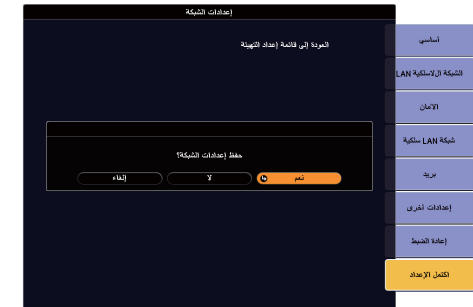 إعدادات الشبكة
أساسي
العودة إلى قائمة إعداد التهيئة
الشبكة اللاسلكية LAN
الأمان
شبكة LAN سلكية
حفظ إعدادات الشبكة؟
نعم
لا
إلغاء
بريد
إعدادات أخرى
إعادة الضبط
اكتمل الإعداد